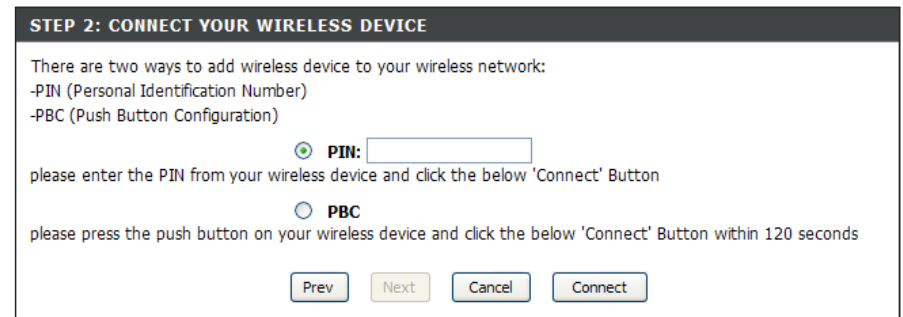 STEP 2: CONNECT YOUR WIRELESS DEVICE
There are two ways to add wireless device to your wireless network:
-PIN (Personal Identification Number)
-PBC (Push Button Configuration)
PIN:
please enter the PIN from your wireless device and click the below 'Connect' Button
PBC
please press the push button on your wireless device and click the below 'Connect' Button within 120 seconds
Prev Next Cancel Connect